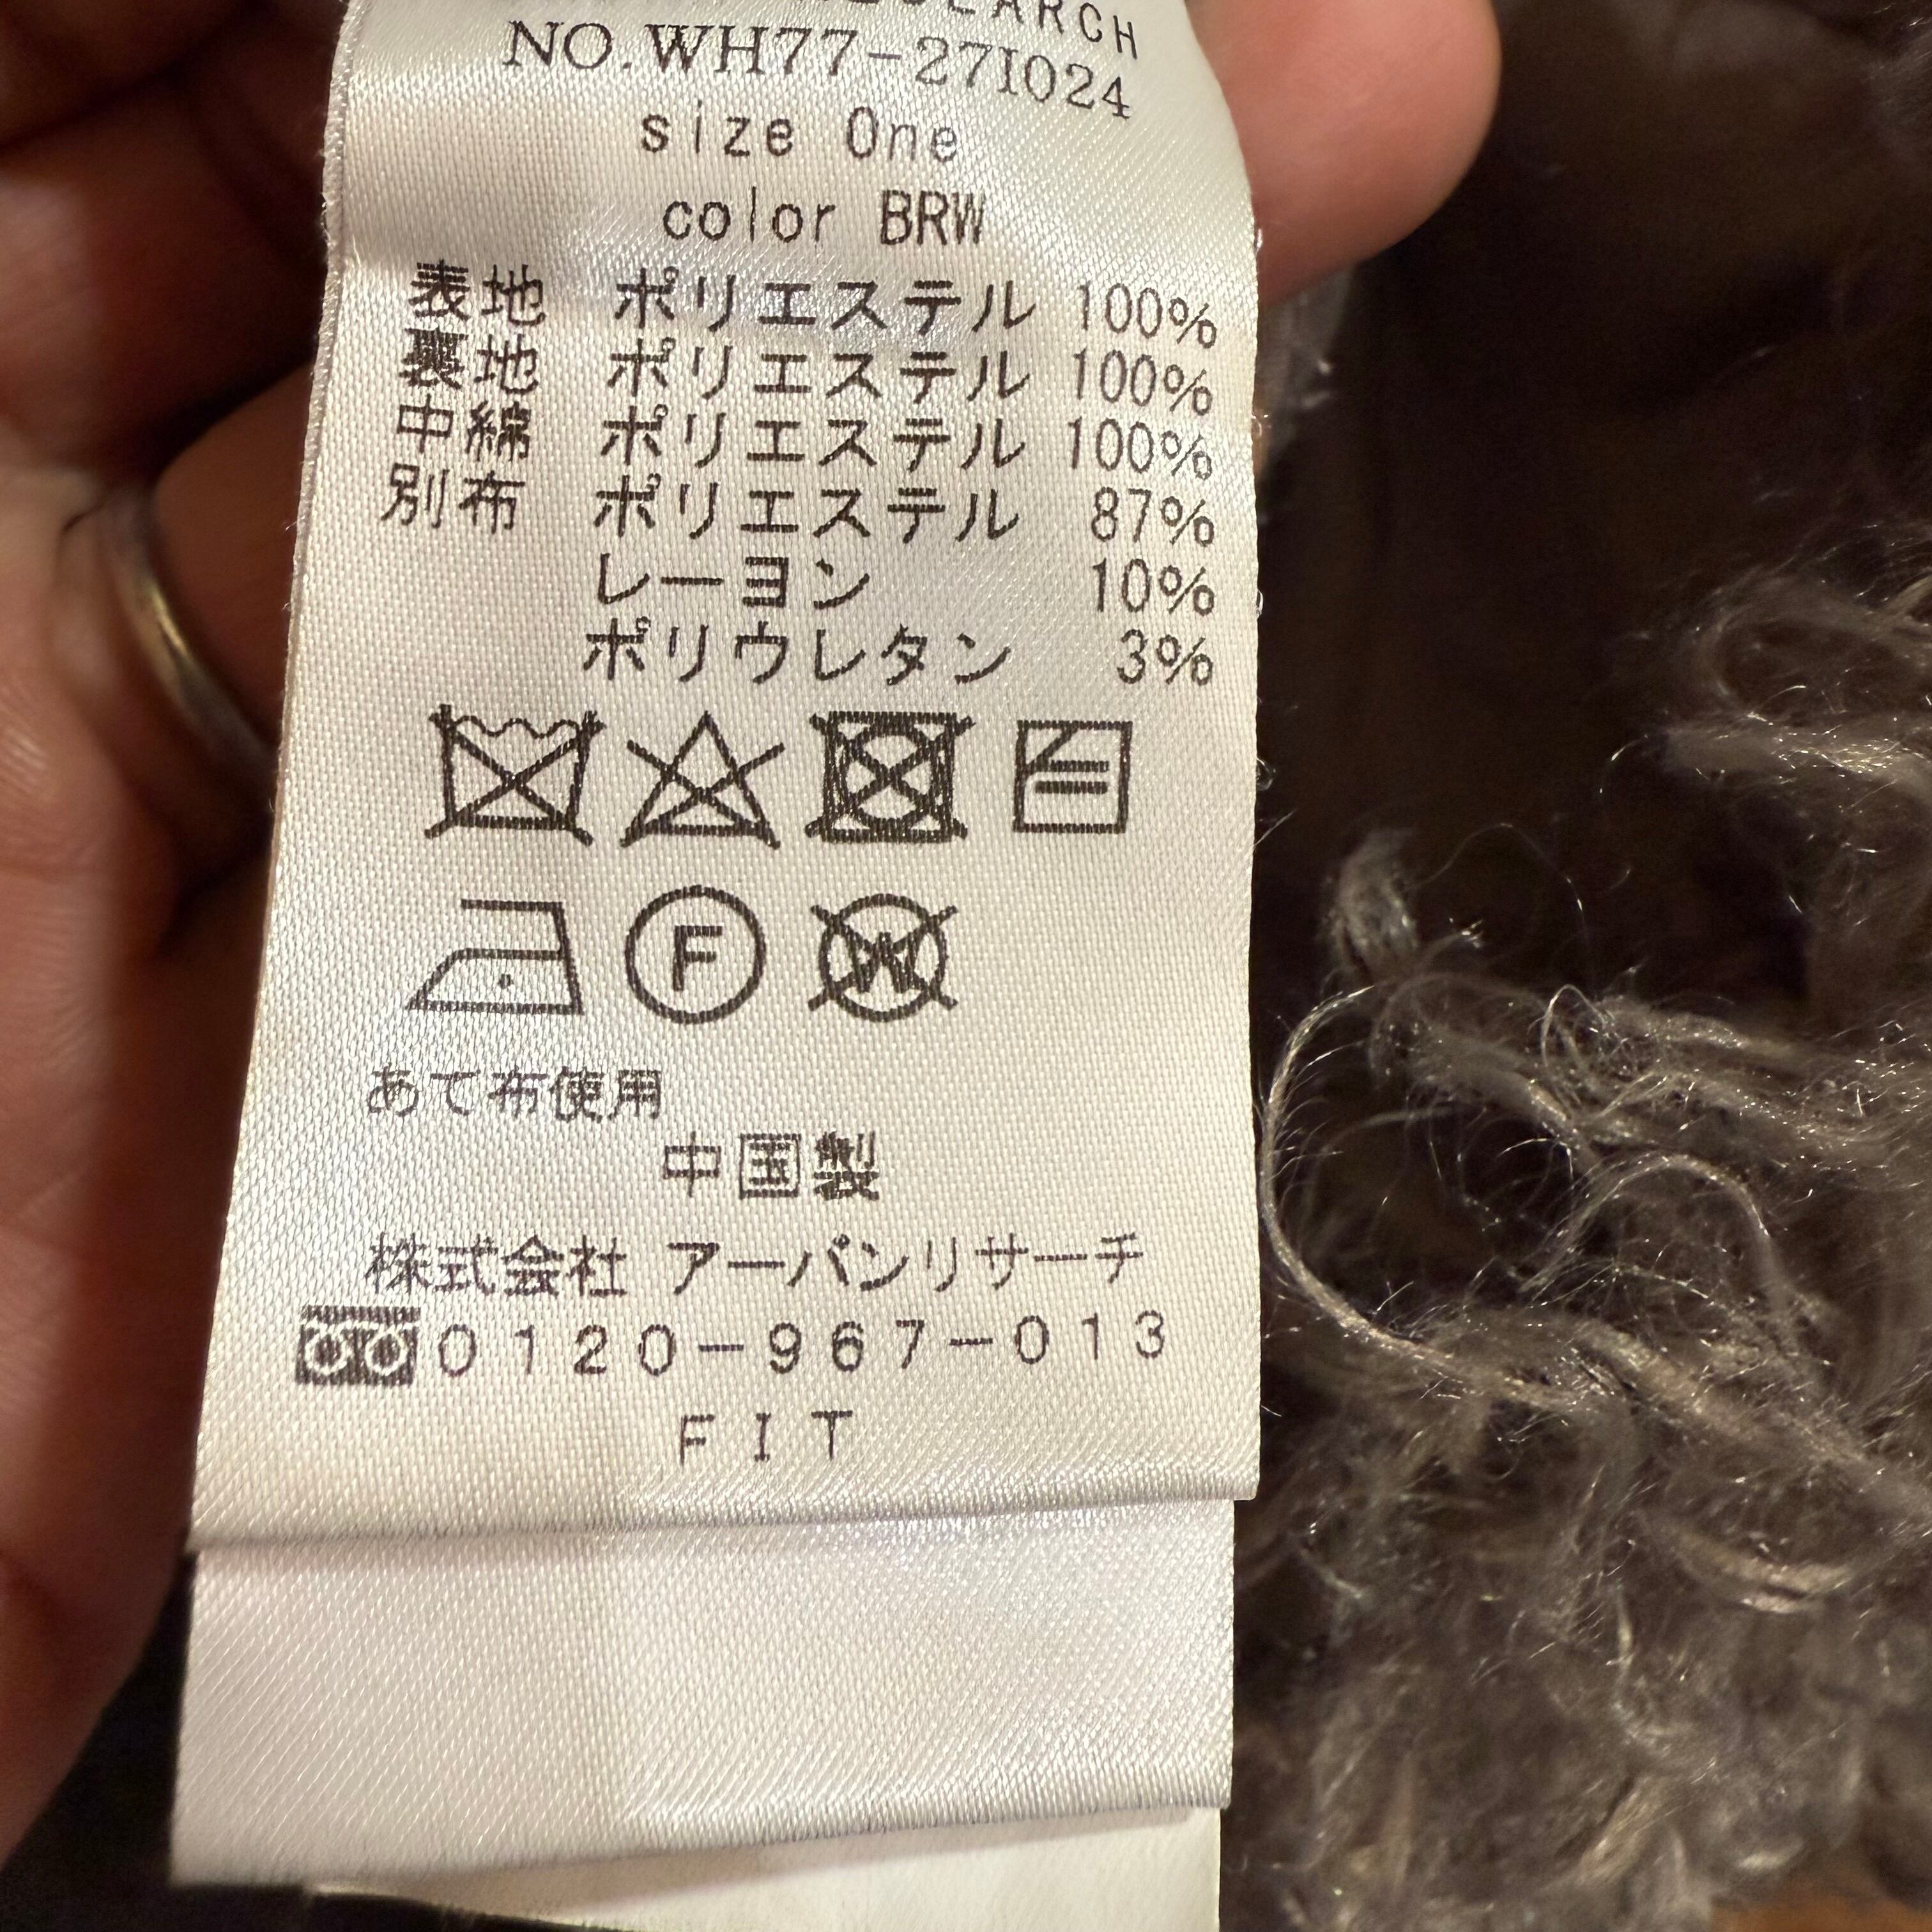 NO.WH77-27I024
size One
color BRW
表地 ポリエステル 100%
裏地 ポリエステル 100%
中綿 ポリエステル 100%
別布 ポリエステル 87%
レーヨン 10%
ポリウレタン 3%
F W
あて布使用
中国製
株式会社 アーバンリサーチ
0120-967-013
FIT